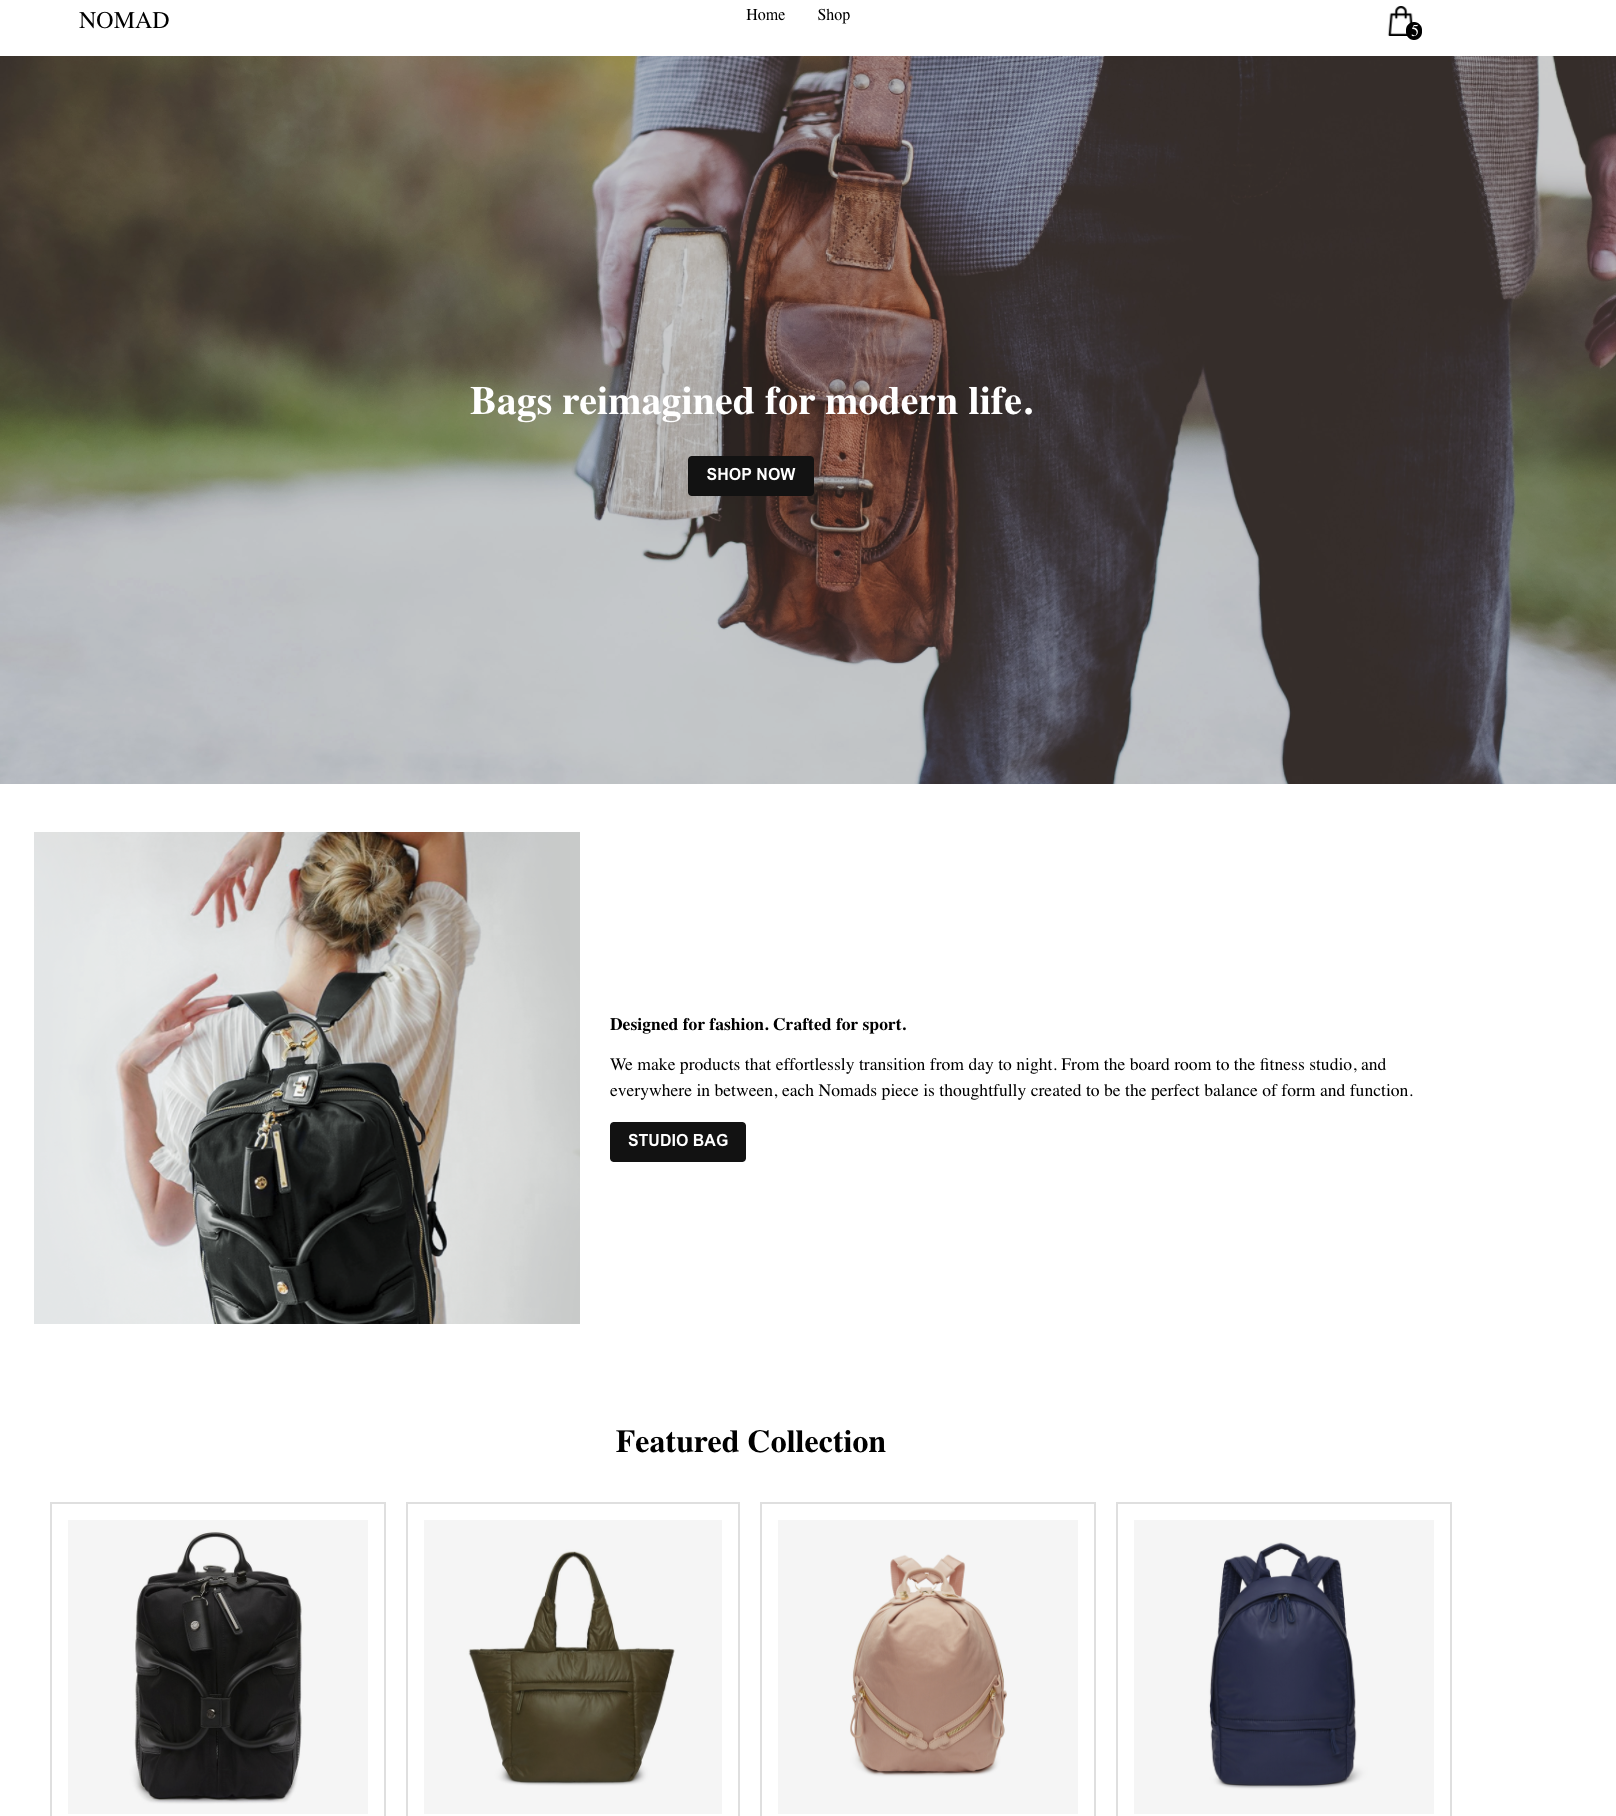 NOMAD
Home Shop
5
Bags reimagined for modern life.
SHOP NOW
Designed for fashion. Crafted for sport.
We make products that effortlessly transition from day to night. From the board room to the fitness studio, and
everywhere in between, each Nomads piece is thoughtfully created to be the perfect balance of form and function.
STUDIO BAG
Featured Collection